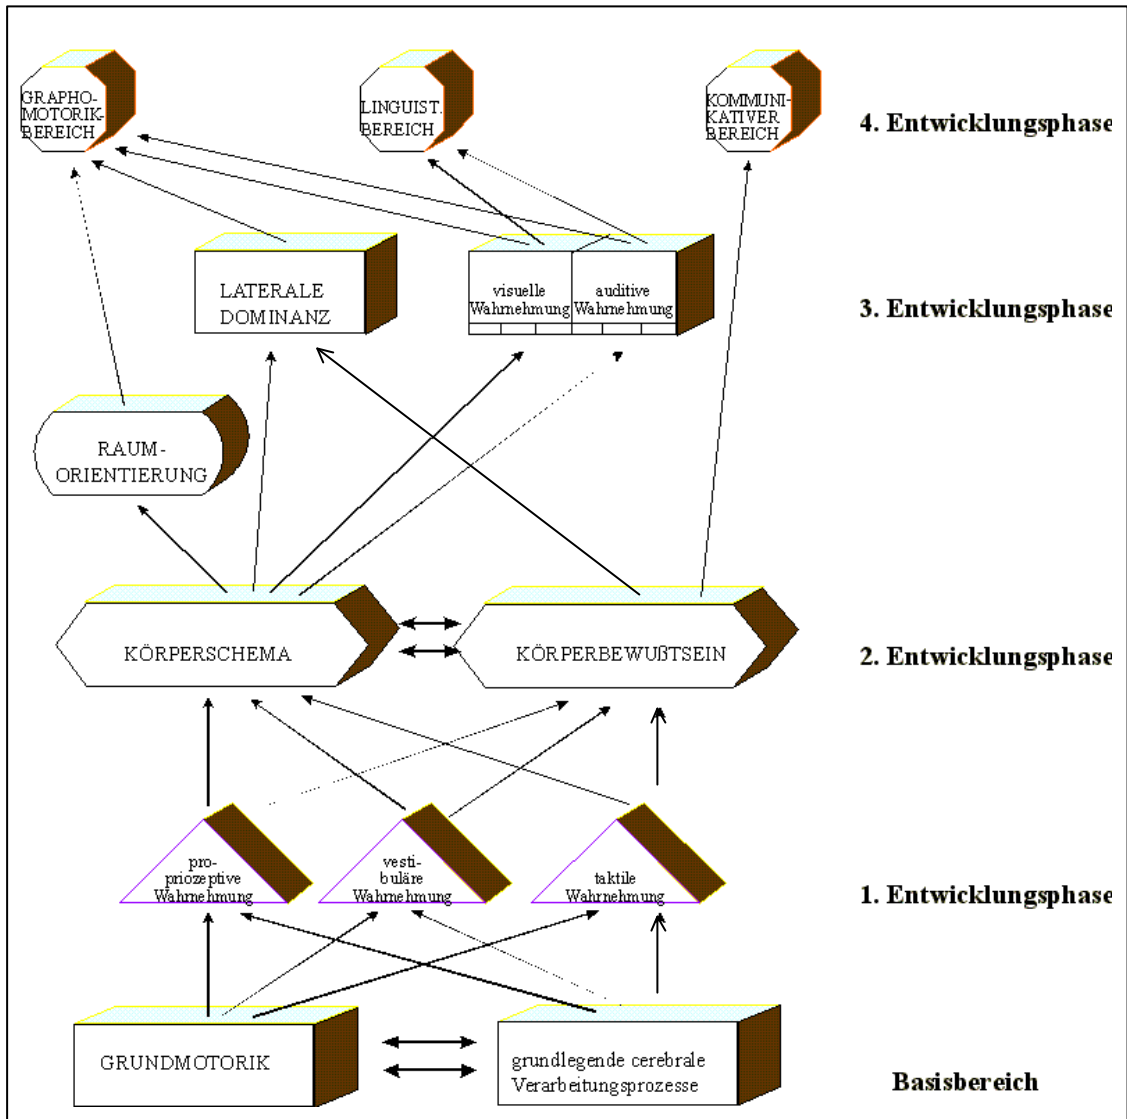 GRAPHO-
MOTORIK-
BEREICH
LINGUIST.
BEREICH
KOMMUNI-
KATIVER
BEREICH
4. Entwicklungsphase
LATERALE
DOMINANZ
visuelle
Wahrnehmung
auditive
Wahrnehmung
3. Entwicklungsphase
RAUM-
ORIENTIERUNG
KÖRPERSCHEMA
KÖRPERBEWUßTSEIN
2. Entwicklungsphase
pro-
priozeptive
Wahrnehmung
vesti-
buläre
Wahrnehmung
taktile
Wahrnehmung
1. Entwicklungsphase
GRUNDMOTORIK
grundlegende cerebrale
Verarbeitungsprozesse
Basisbereich